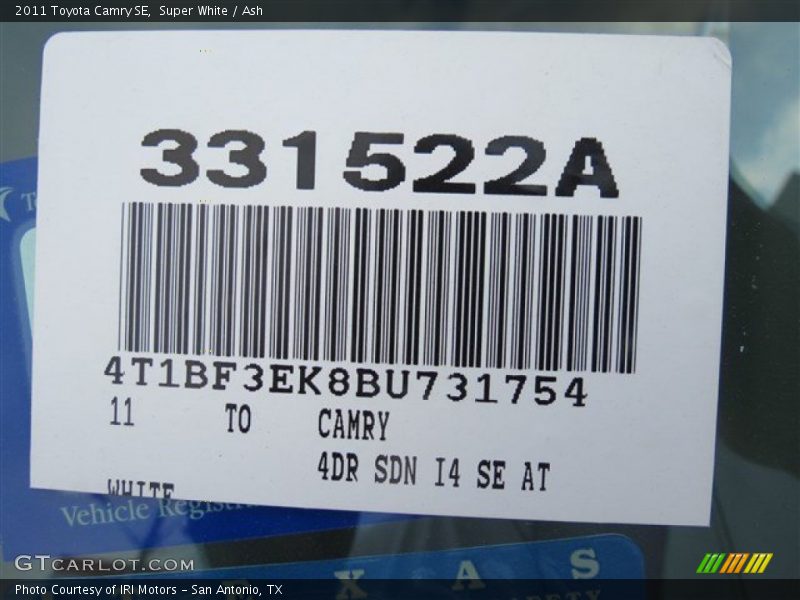 2011 Toyota Camry SE, Super White / Ash
331522A
4T1BF3EK8BU731754
11 TO CAMRY
4DR SDN I4 SE AT
WHITE
Vehicle
X A S
GTCARLOT.COM
Photo Courtesy of IRI Motors - San Antonio, TX